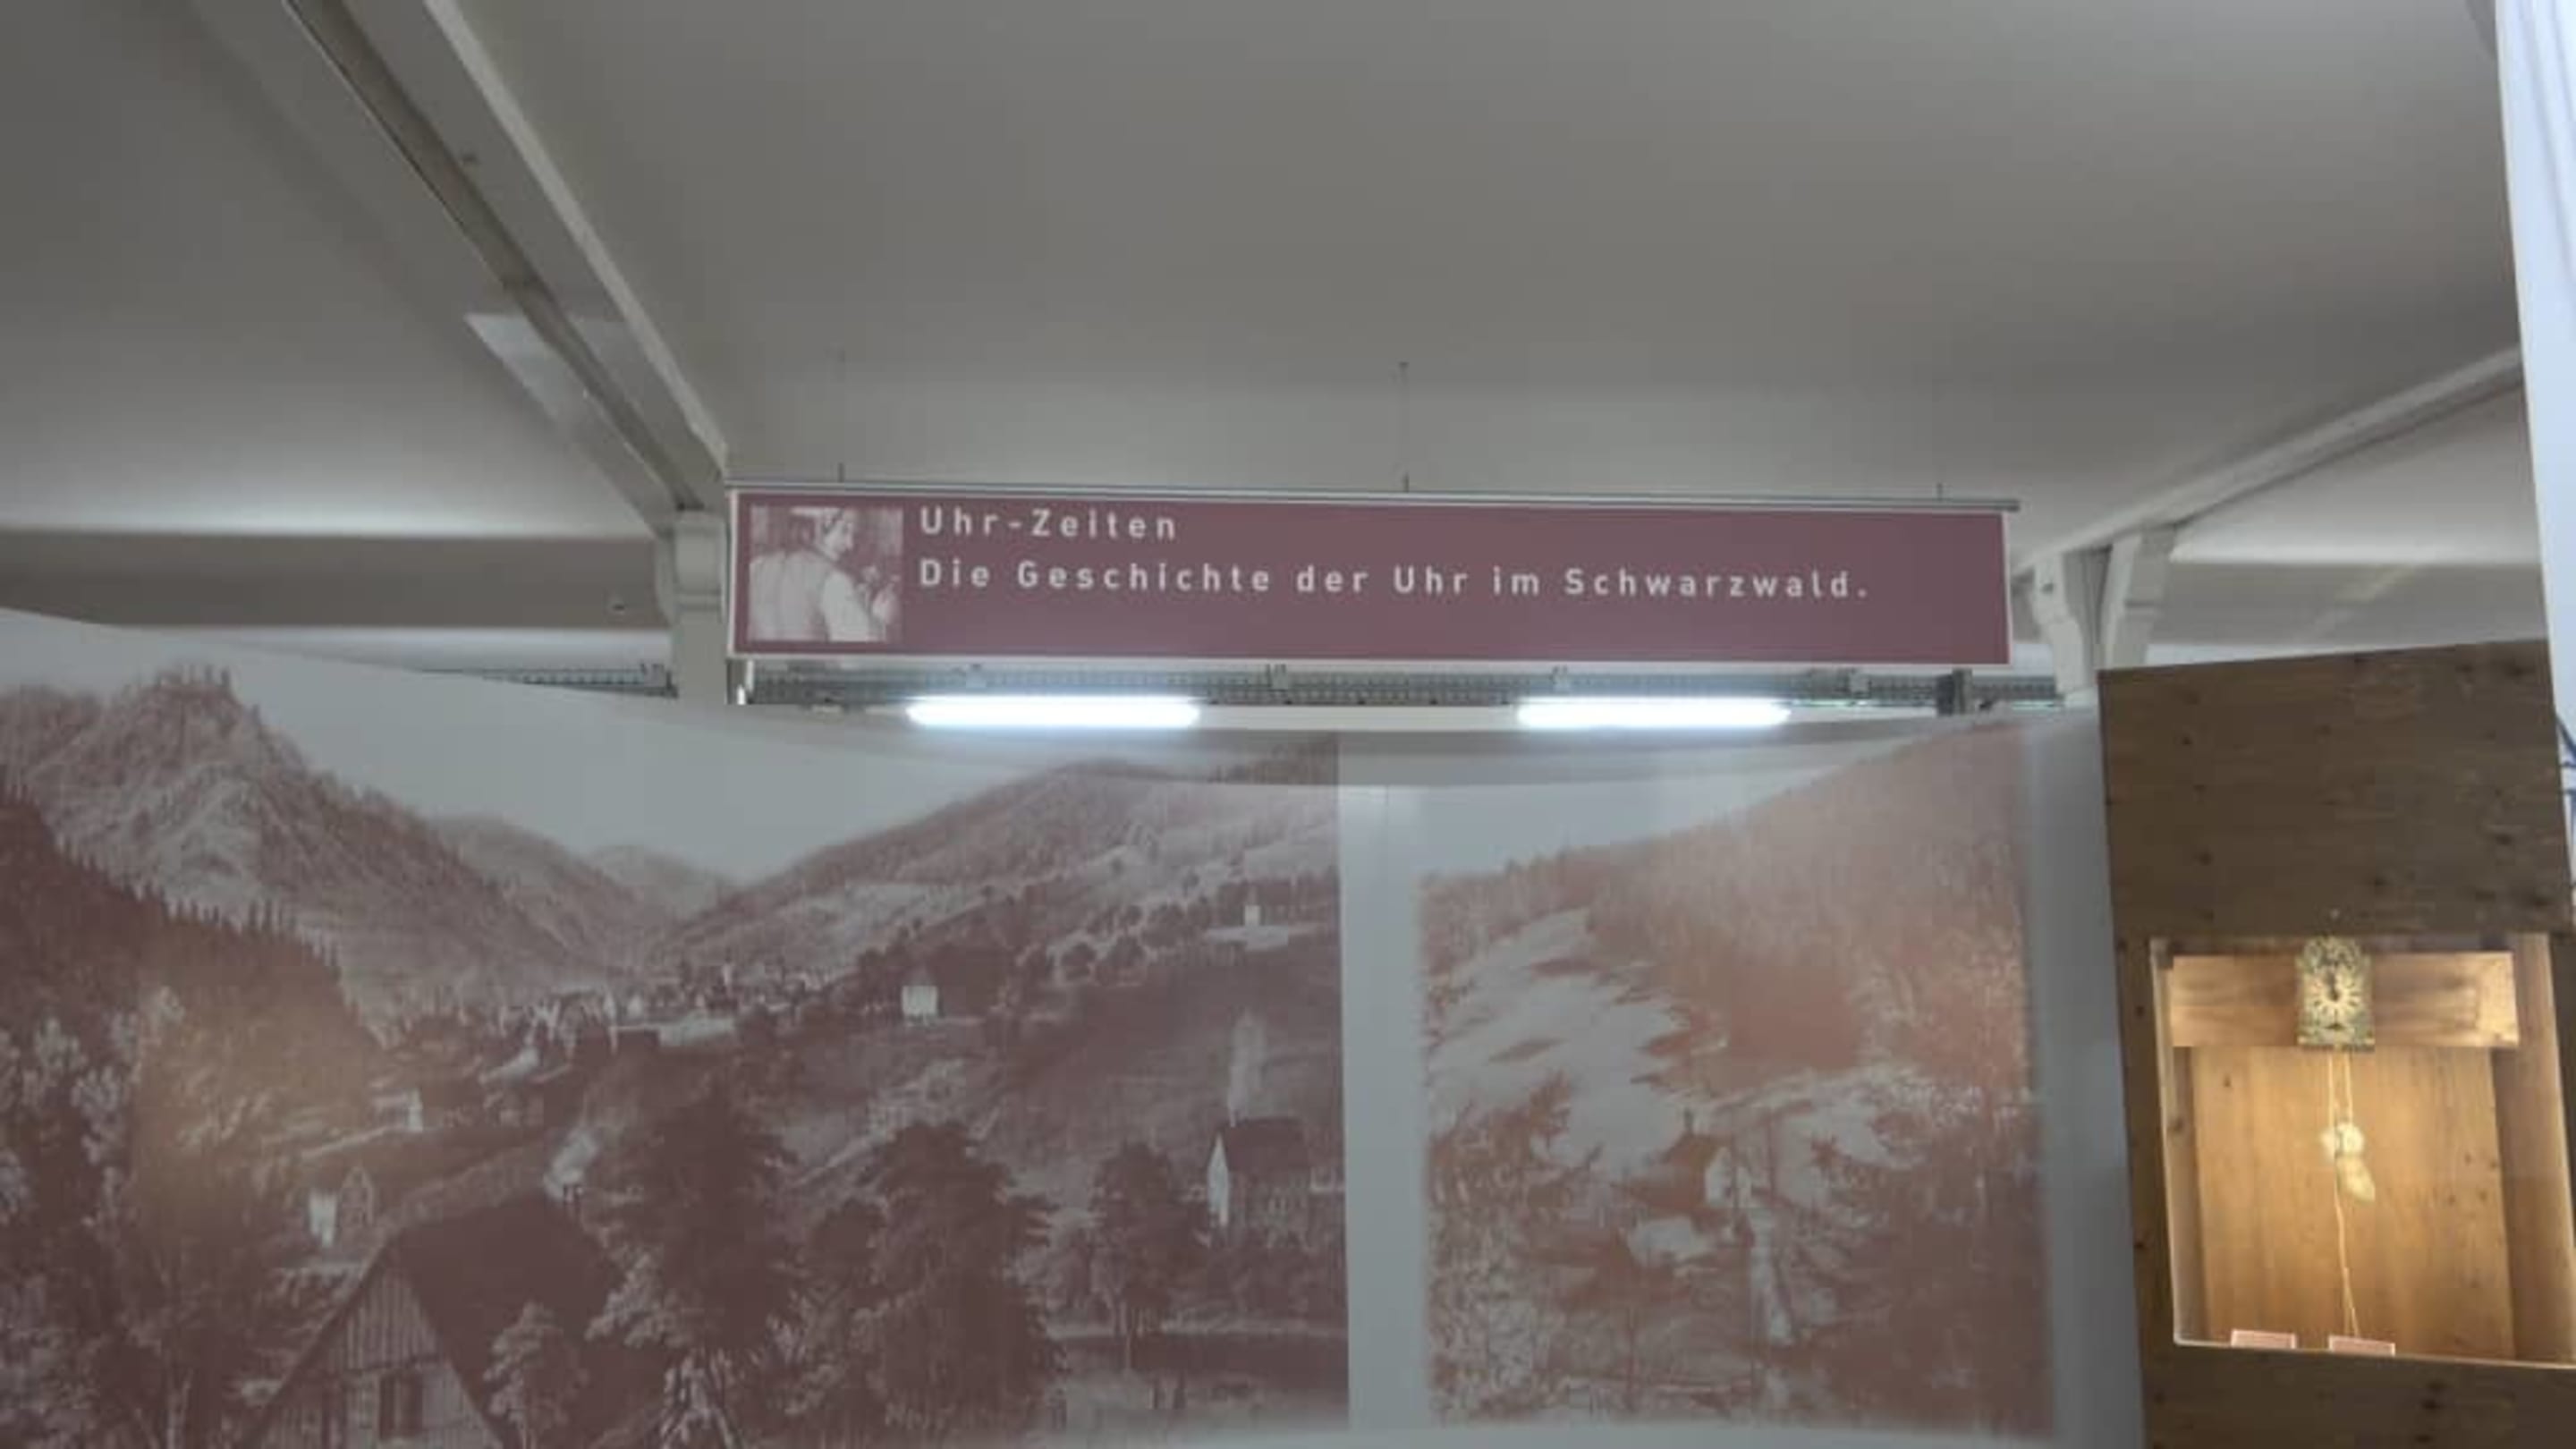 Uhr-Zeiten
Die Geschichte der Uhr im Schwarzwald.